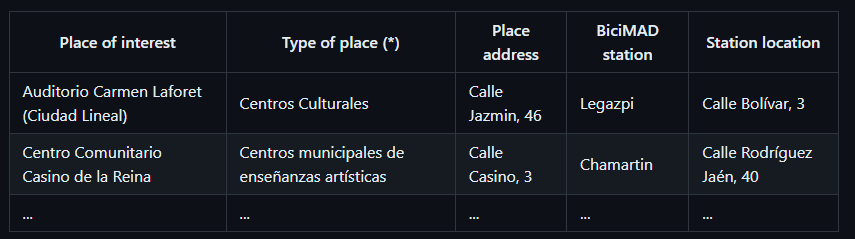 Place of interest
Type of place (*)
Place
address
BiciMAD
station
Station location
Auditorio Carmen Laforet
(Ciudad Lineal)
Centros Culturales
Calle
Jazmin, 46
Legazpi
Calle Bolívar, 3
Centro Comunitario
Casino de la Reina
Centros municipales de
enseñanzas artísticas
Calle
Casino, 3
Chamartin
Calle Rodríguez
Jaén, 40
...
...
...
...
...